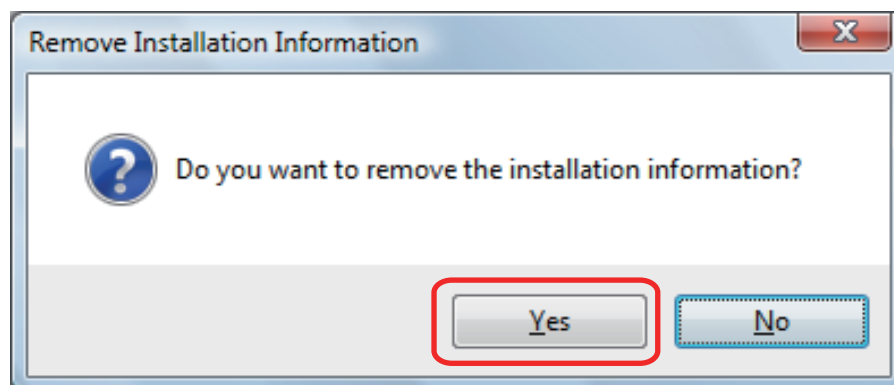 Remove Installation Information
Do you want to remove the installation information?
Yes
No